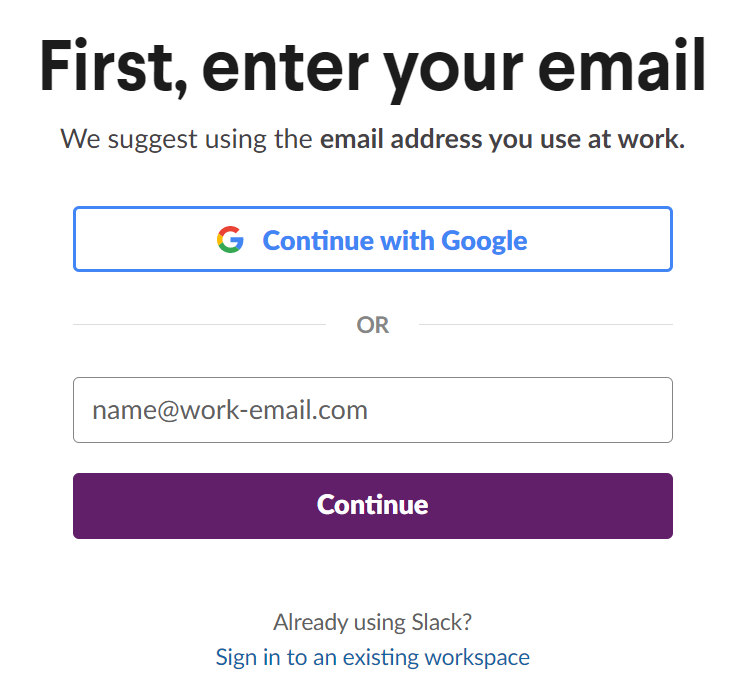 First, enter your email
We suggest using the email address you use at work.
Continue with Google
OR
name@work-email.com
Continue
Already using Slack?
Sign in to an existing workspace